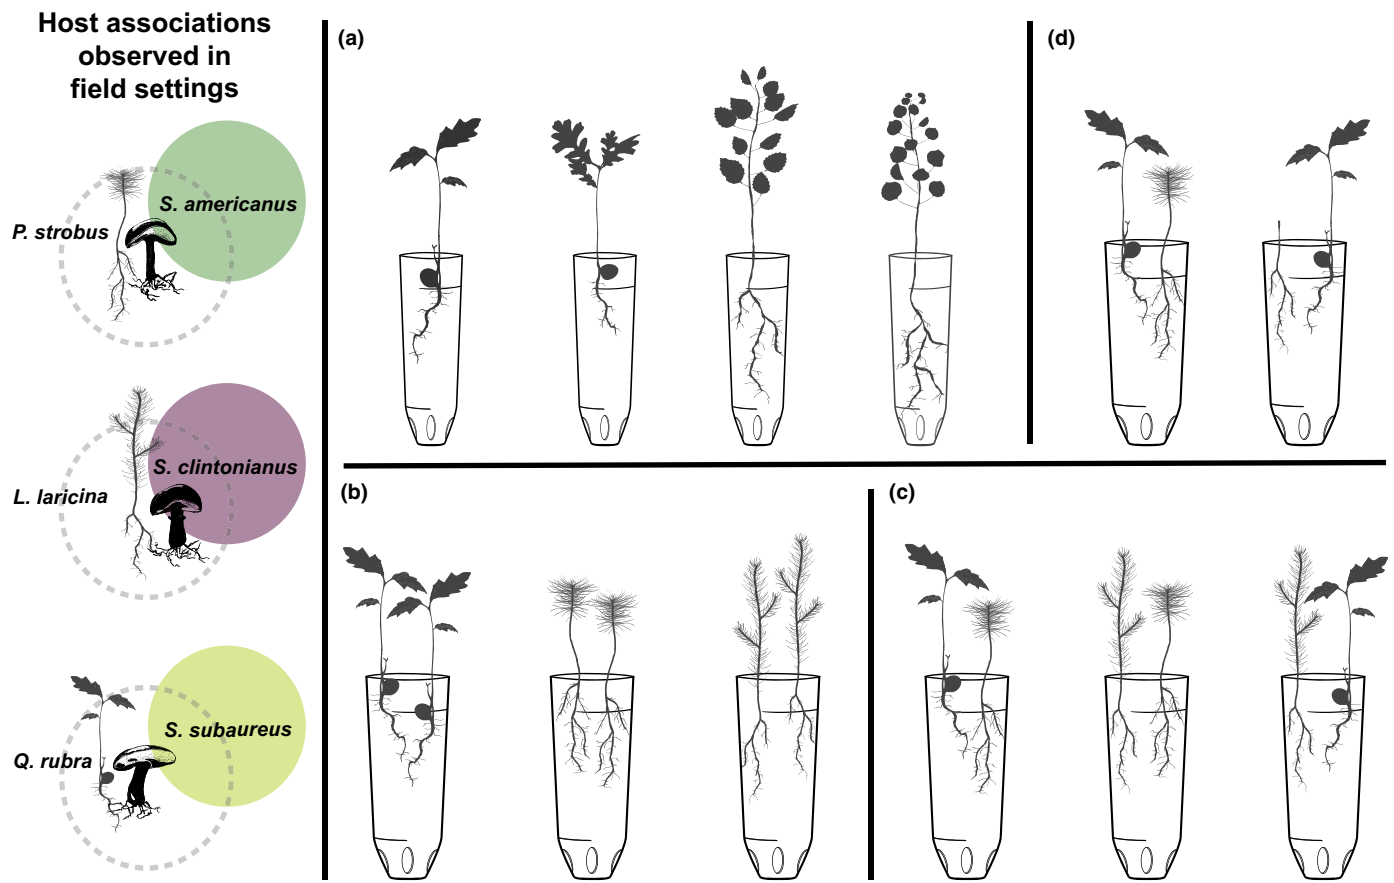 Host associations
observed in
field settings
S. americanus
P. strobus
S. clintonianus
L. laricina
S. subaureus
Q. rubra
(a)
(d)
(b)
(c)